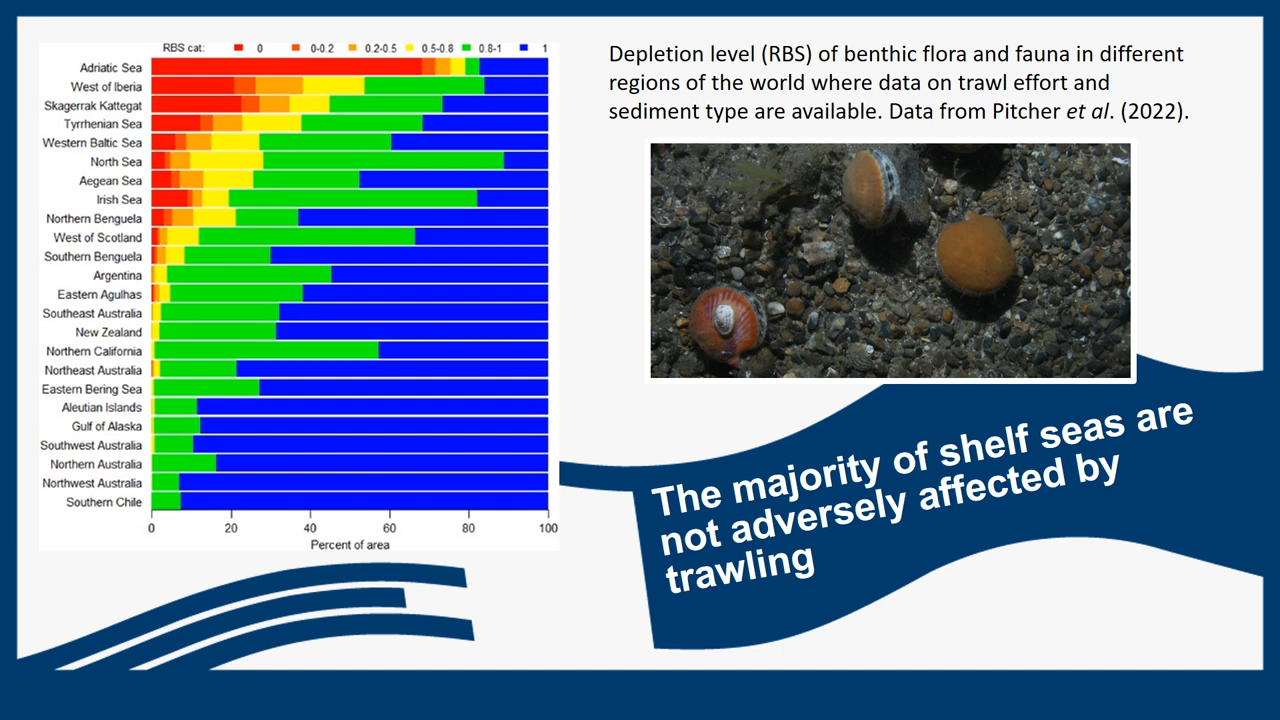 RBS cat: 0 0-0.2 0.2-0.5 0.5-0.8 0.8-1 1
Adriatic Sea
West of Iberia
Skagerrak Kattegat
Tyrrhenian Sea
Western Baltic Sea
North Sea
Aegean Sea
Irish Sea
Northern Benguela
West of Scotland
Southern Benguela
Argentina
Eastern Agulhas
Southeast Australia
New Zealand
Northern California
Northeast Australia
Eastern Bering Sea
Aleutian Islands
Gulf of Alaska
Southwest Australia
Northern Australia
Northwest Australia
Southern Chile
0 20 40 60 80 100
Percent of area
Depletion level (RBS) of benthic flora and fauna in different
regions of the world where data on trawl effort and
sediment type are available. Data from Pitcher et al. (2022).
The majority of shelf seas are
not adversely affected by
trawling